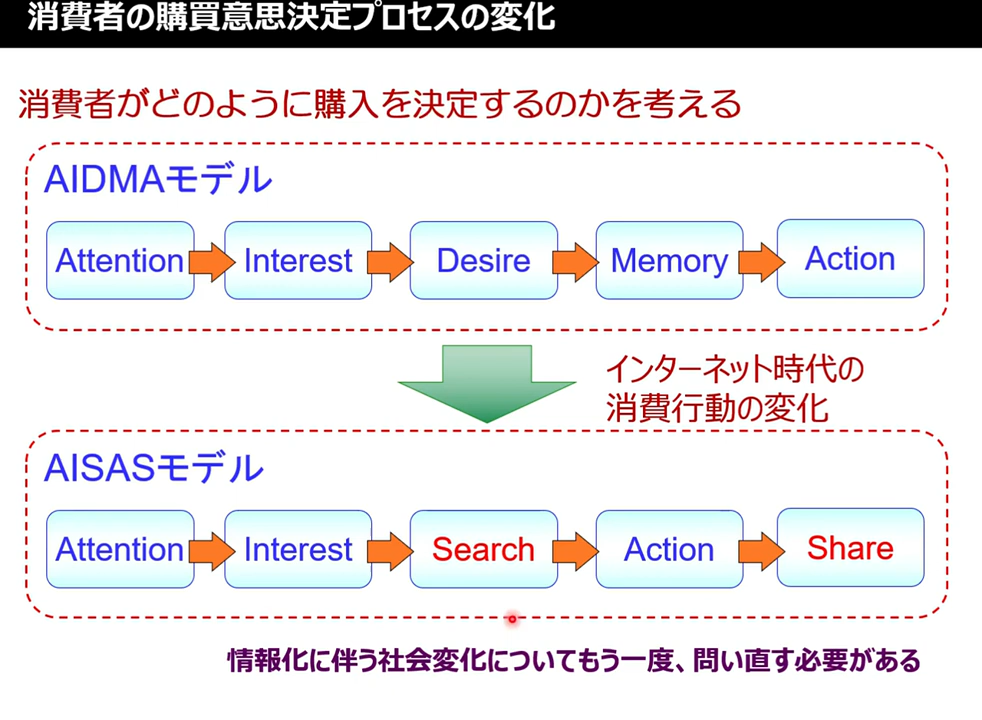 消費者の購買意思決定プロセスの変化
消費者がどのように購入を決定するのかを考える
AIDMAモデル
Attention Interest Desire Memory Action
インターネット時代の
消費行動の変化
AISASモデル
Attention Interest Search Action Share
情報化に伴う社会変化についてもう一度、問い直す必要がある